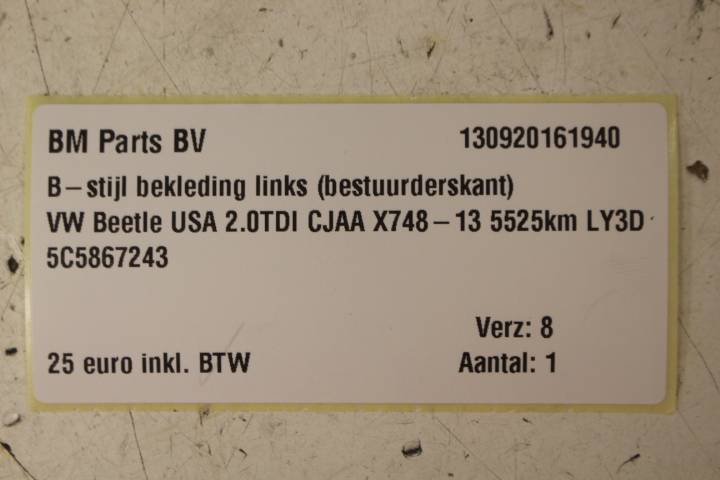 BM Parts BV 130920161940
B-stijl bekleding links (bestuurderskant)
VW Beetle USA 2.0TDI CJAA X748-13 5525km LY3D
5C5867243
Verz: 8
25 euro inkl. BTW Aantal: 1